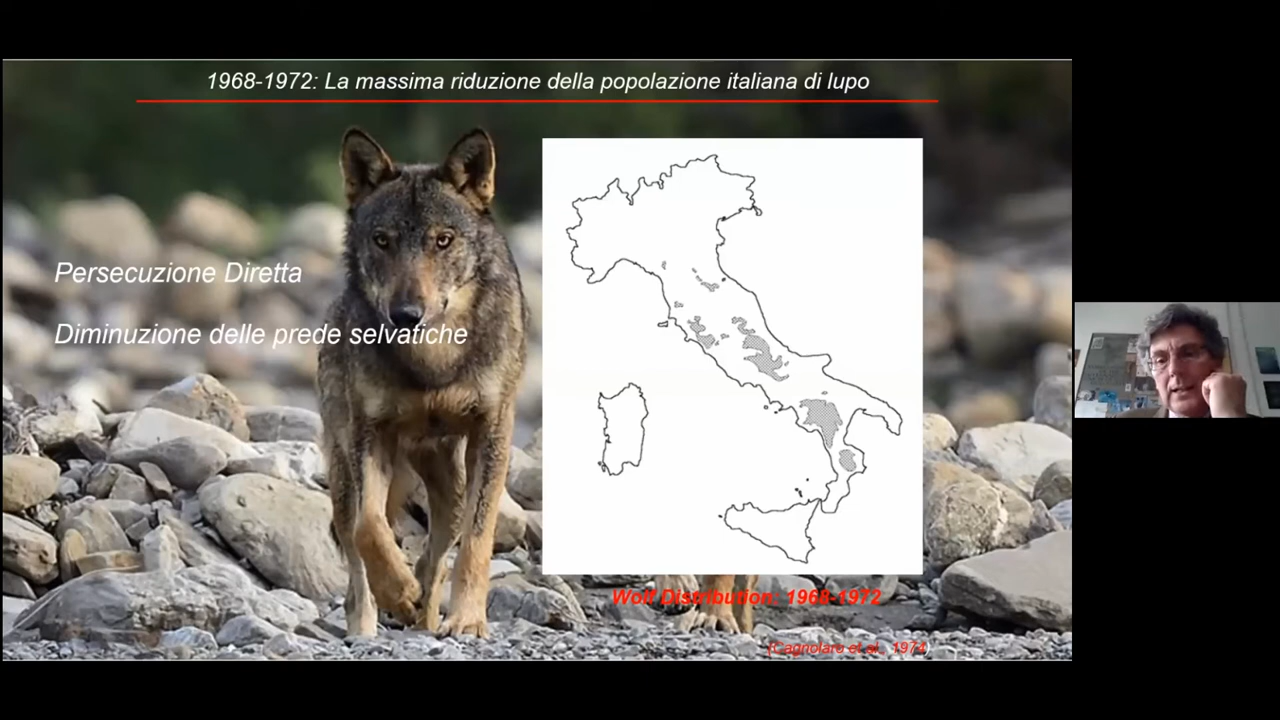 1968-1972: La massima riduzione della popolazione italiana di lupo
Persecuzione Diretta
Diminuzione delle prede selvatiche
Wolf Distribution: 1968-1972
(Cagnolaro et al., 1974)